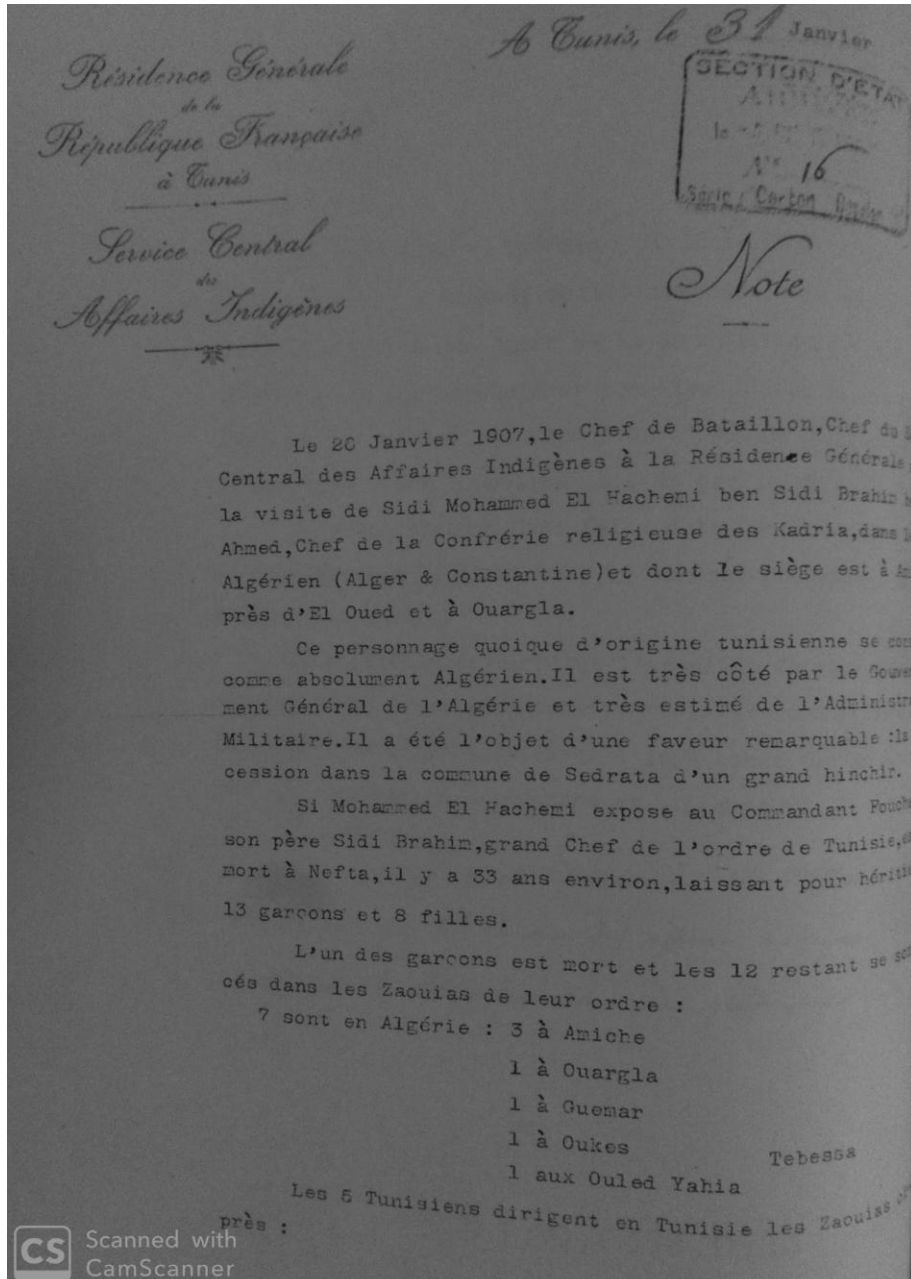 Résidence Générale
de la
République Française
à Tunis
Service Central
des
Affaires Indigènes
A Tunis, le 31 Janvier
SECTION D'ETAT
le
N° 16
Série Carton
Note
Le 20 Janvier 1907,le Chef de Bataillon,Chef du
Central des Affaires Indigènes à la Résidence Générale
la visite de Sidi Mohammed El Hachemi ben Sidi Brahim
Ahmed,Chef de la Confrérie religieuse des Kadria,dans
Algérien (Alger & Constantine)et dont le siège est à
près d'El Oued et à Ouargla.
Ce personnage quoique d'origine tunisienne se
comme absolument Algérien.Il est très côté par le Gouver
ment Général de l'Algérie et très estimé de l'Administra
Militaire.Il a été l'objet d'une faveur remarquable :la
cession dans la commune de Sedrata d'un grand hinchir.
Si Mohammed El Hachemi expose au Commandant Fouche
son père Sidi Brahim,grand Chef de l'ordre de Tunisie,
mort à Nefta,il y a 33 ans environ,laissant pour hériti
13 garçons et 8 filles.
L'un des garçons est mort et les 12 restant se son
cés dans les Zaouias de leur ordre :
7 sont en Algérie : 3 à Amiche
1 à Ouargla
1 à Guemar
1 à Oukes
1 aux Ouled Yahia Tebessa
Les 5 Tunisiens dirigent en Tunisie les Zaouias
près :
CS Scanned with
CamScanner